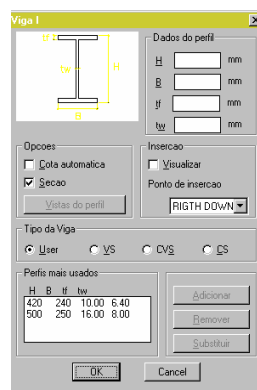 Viga I
tf
tw
H
B
Dados do perfil
H mm
B mm
tf mm
tw mm
Opcoes
Cota automatica
Secao
Vistas do perfil
Insercao
Visualizar
Ponto de insercao
RIGTH DOWN
Tipo da Viga
User VS CVS CS
Perfis mais usados
H B tf tw
420 240 10.00 6.40
500 250 16.00 8.00
Adicionar
Remover
Substituir
OK Cancel